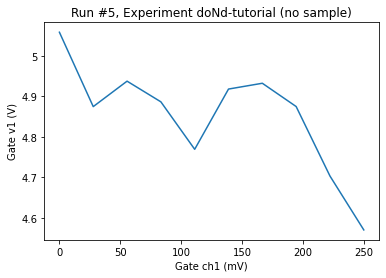 Run #5, Experiment doNd-tutorial (no sample)
Gate v1 (V)
5
4.9
4.8
4.7
4.6
0 50 100 150 200 250
Gate ch1 (mV)